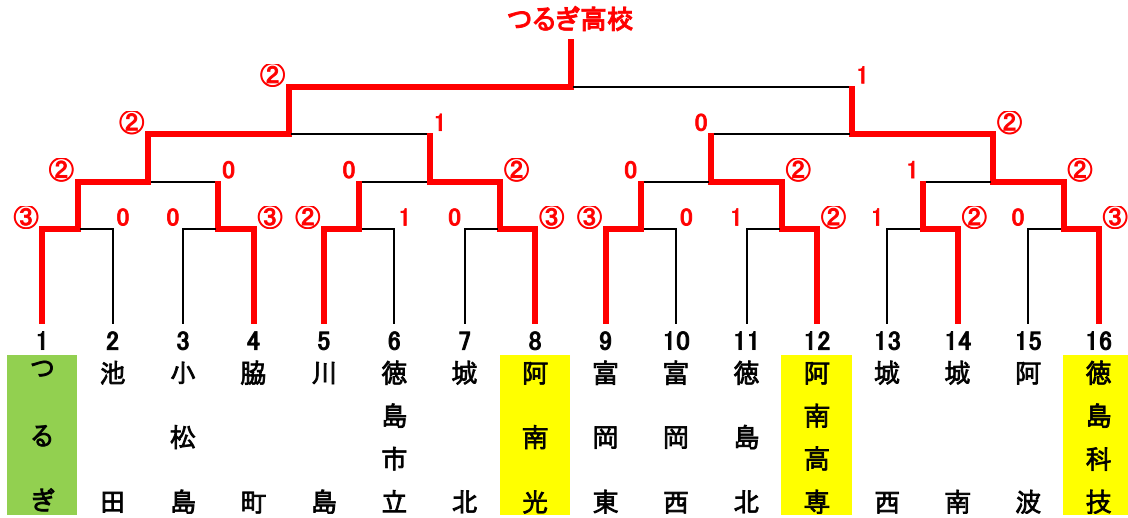 つるぎ高校
② 1
② 1 0 ②
② 0 0 ② 0 ② 1 ②
③ 0 0 ③ ② 1 0 ③ ③ 0 1 ② 1 ② 0 ③
1 2 3 4 5 6 7 8 9 10 11 12 13 14 15 16
つるぎ
池田
小松島
脇町
川島
徳島市立
城北
阿南光
富岡東
富岡西
徳島北
阿南高専
城西
城南
阿波
徳島科技